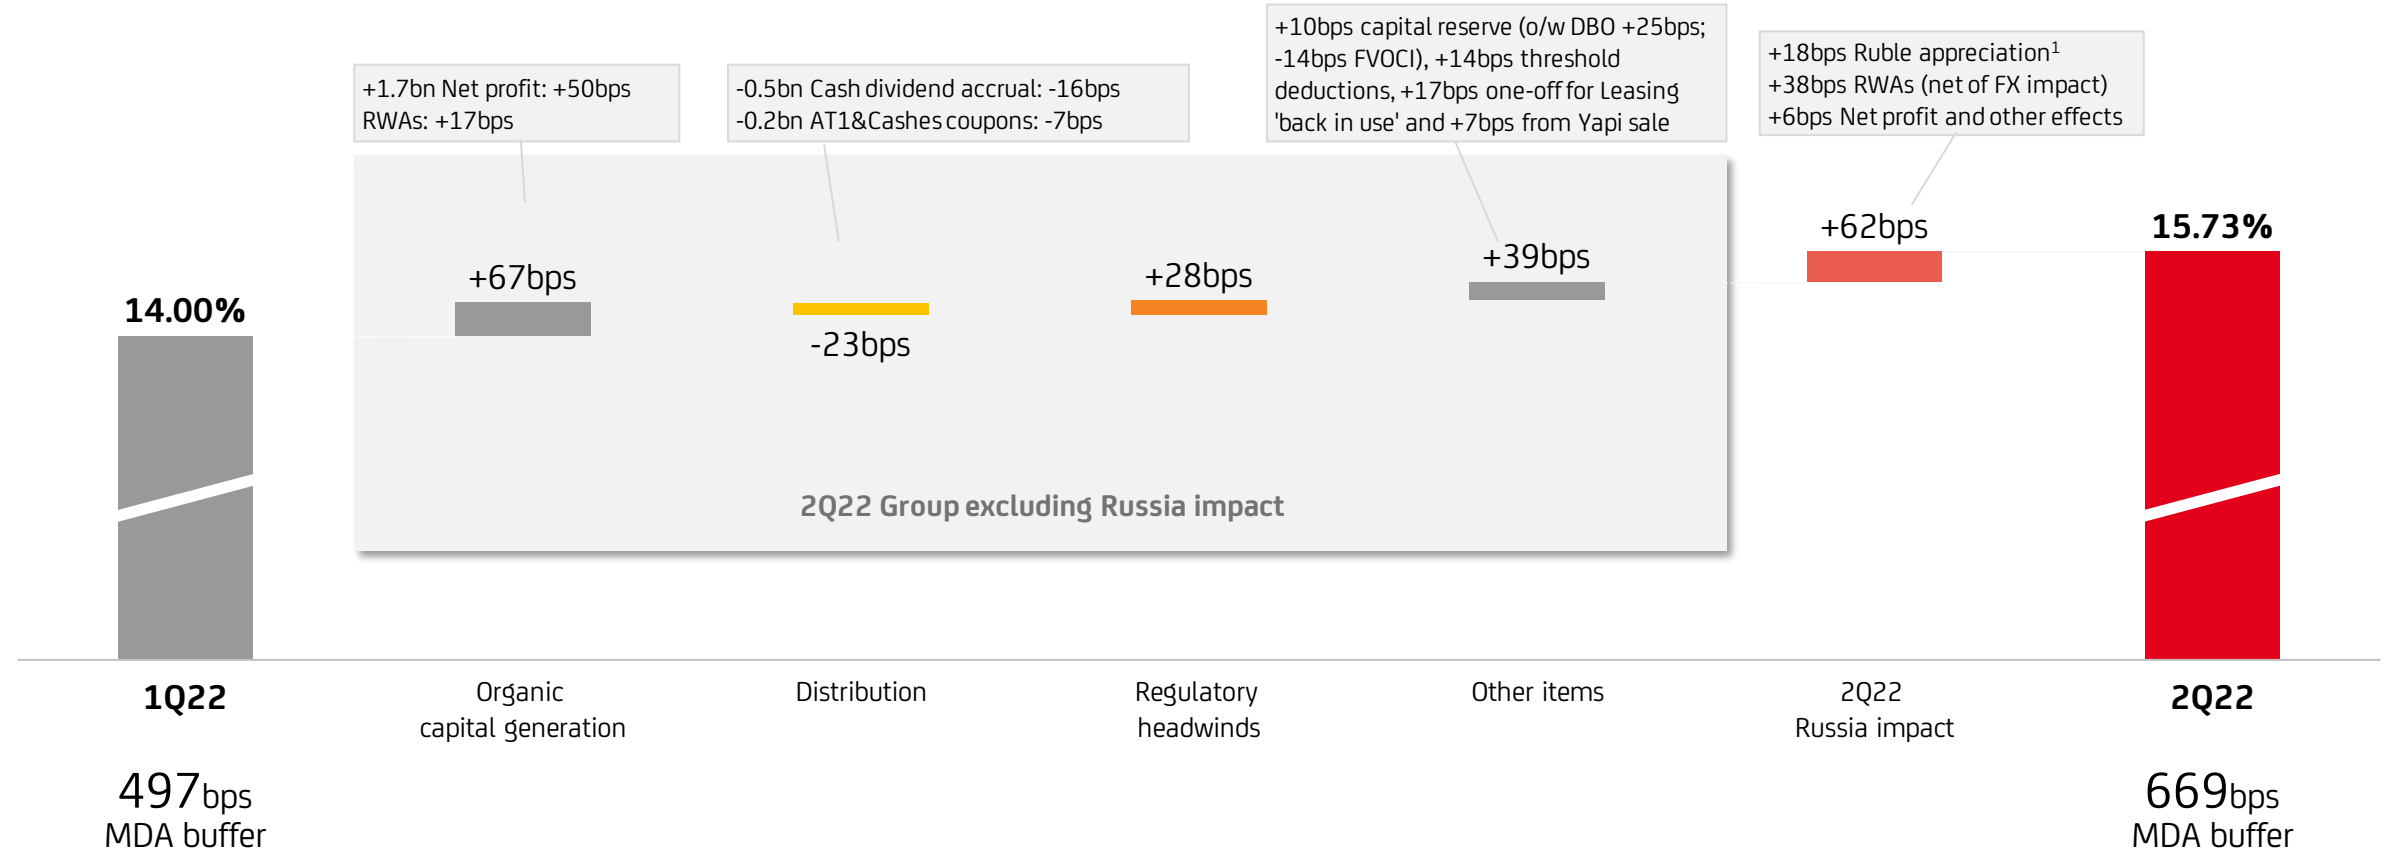 +1.7bn Net profit: +50bps
RWAs: +17bps
-0.5bn Cash dividend accrual: -16bps
-0.2bn AT1&Cashes coupons: -7bps
+10bps capital reserve (o/w DBO +25bps;
-14bps FVOCI), +14bps threshold
deductions, +17bps one-off for Leasing
'back in use' and +7bps from Yapi sale
+18bps Ruble appreciation¹
+38bps RWAs (net of FX impact)
+6bps Net profit and other effects
14.00%
+67bps
-23bps
+28bps
+39bps
+62bps
15.73%
2Q22 Group excluding Russia impact
1Q22
Organic
capital generation
Distribution
Regulatory
headwinds
Other items
2Q22
Russia impact
2Q22
497bps
MDA buffer
669bps
MDA buffer